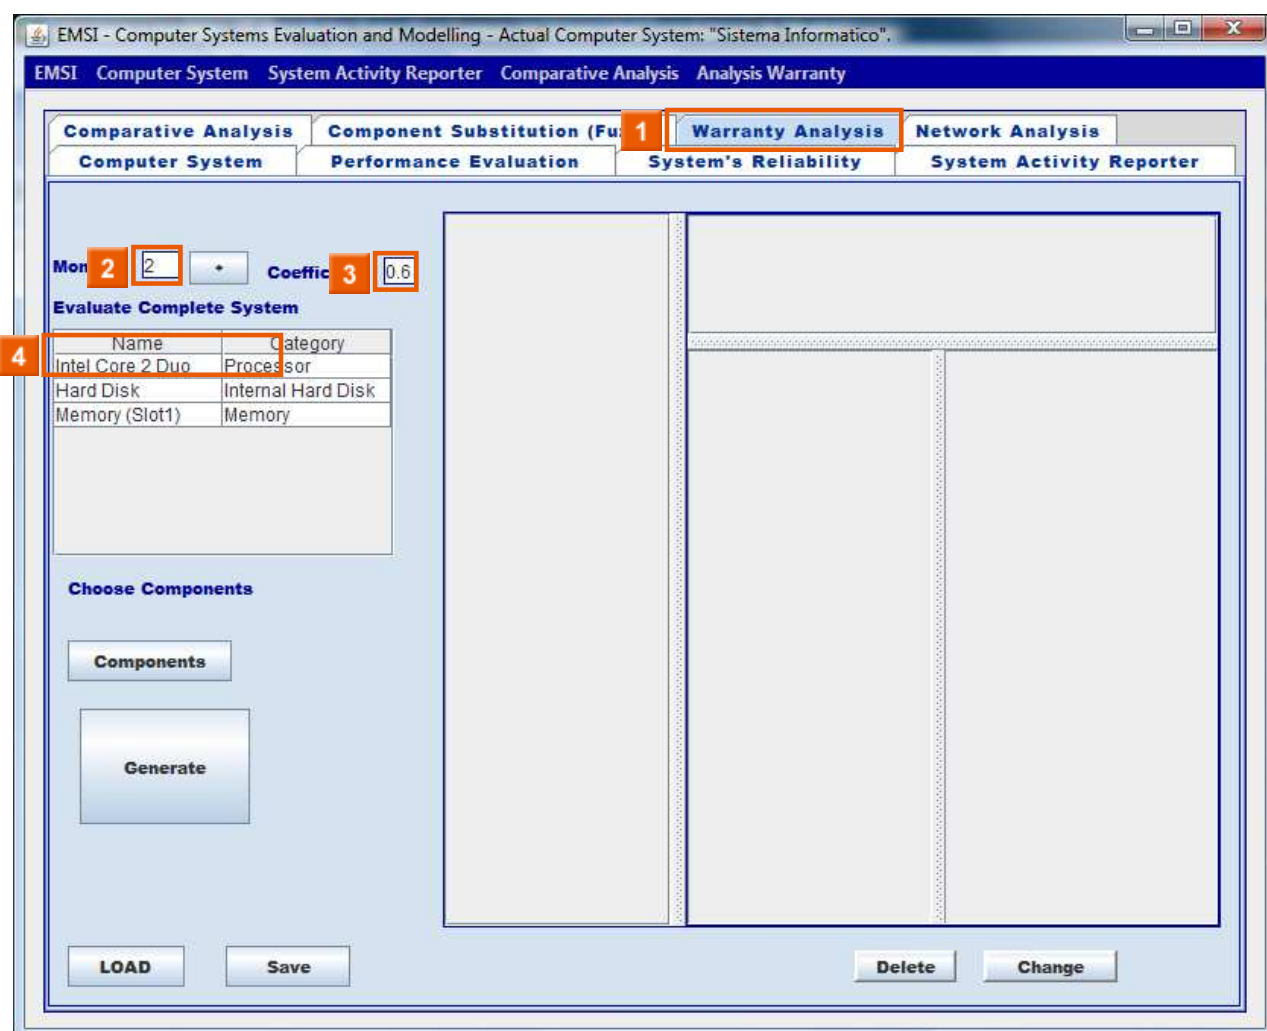 EMSI - Computer Systems Evaluation and Modelling - Actual Computer System: "Sistema Informatico".
EMSI Computer System System Activity Reporter Comparative Analysis Analysis Warranty
Comparative Analysis Component Substitution (Fu 1 Warranty Analysis Network Analysis
Computer System Performance Evaluation System's Reliability System Activity Reporter
Mon 2 2 + Coeffic 3 0.6
Evaluate Complete System
4 Name Category
Intel Core 2 Duo Processor
Hard Disk Internal Hard Disk
Memory (Slot1) Memory
Choose Components
Components
Generate
LOAD Save Delete Change